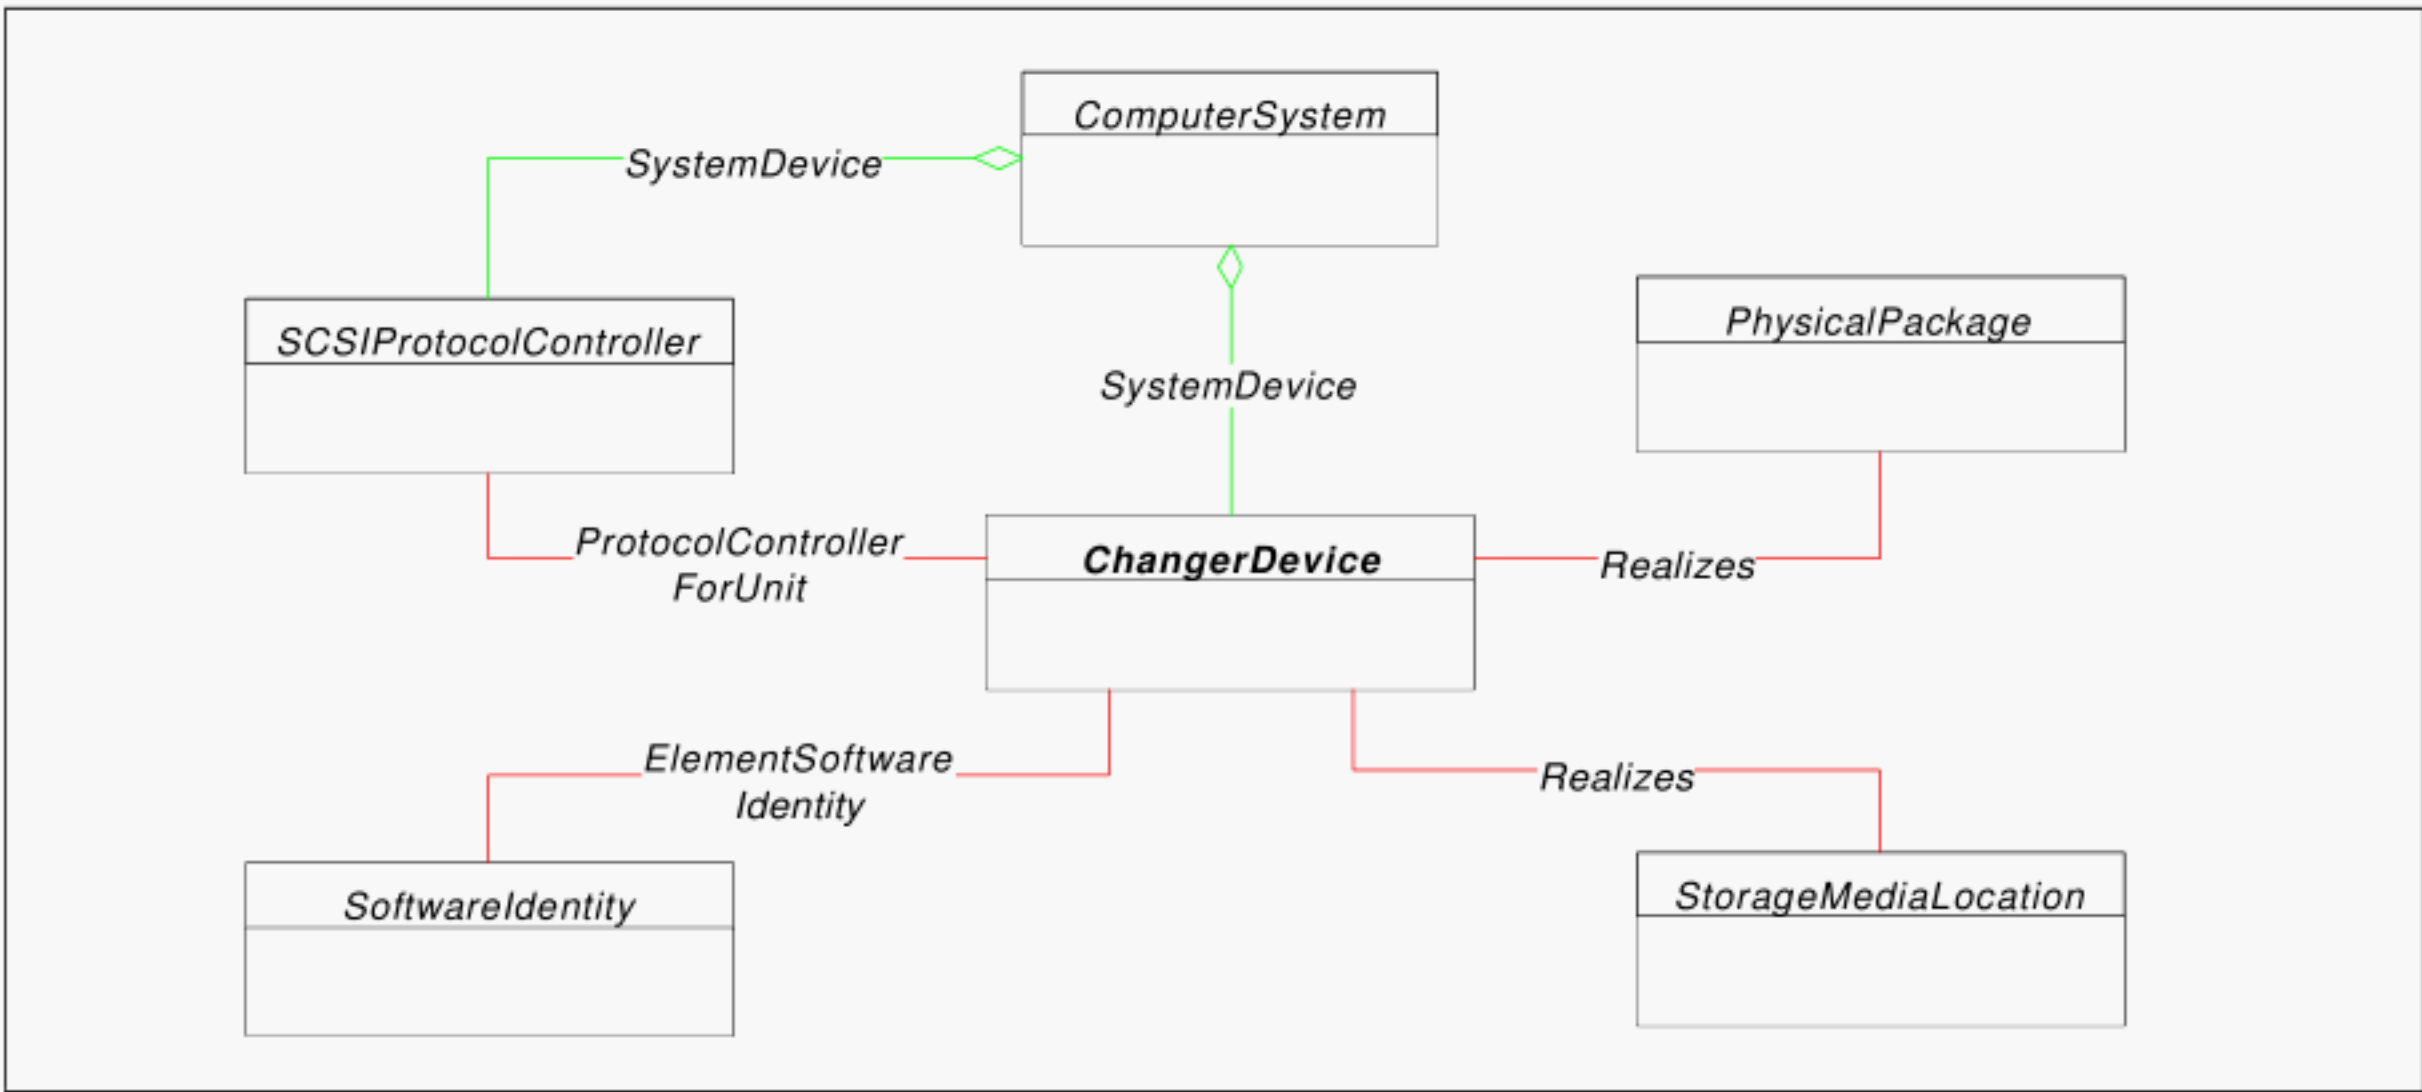 ComputerSystem
SystemDevice
SCSIProtocolController
PhysicalPackage
SystemDevice
ProtocolController
ForUnit
ChangerDevice
Realizes
ElementSoftware
Identity
Realizes
SoftwareIdentity
StorageMediaLocation